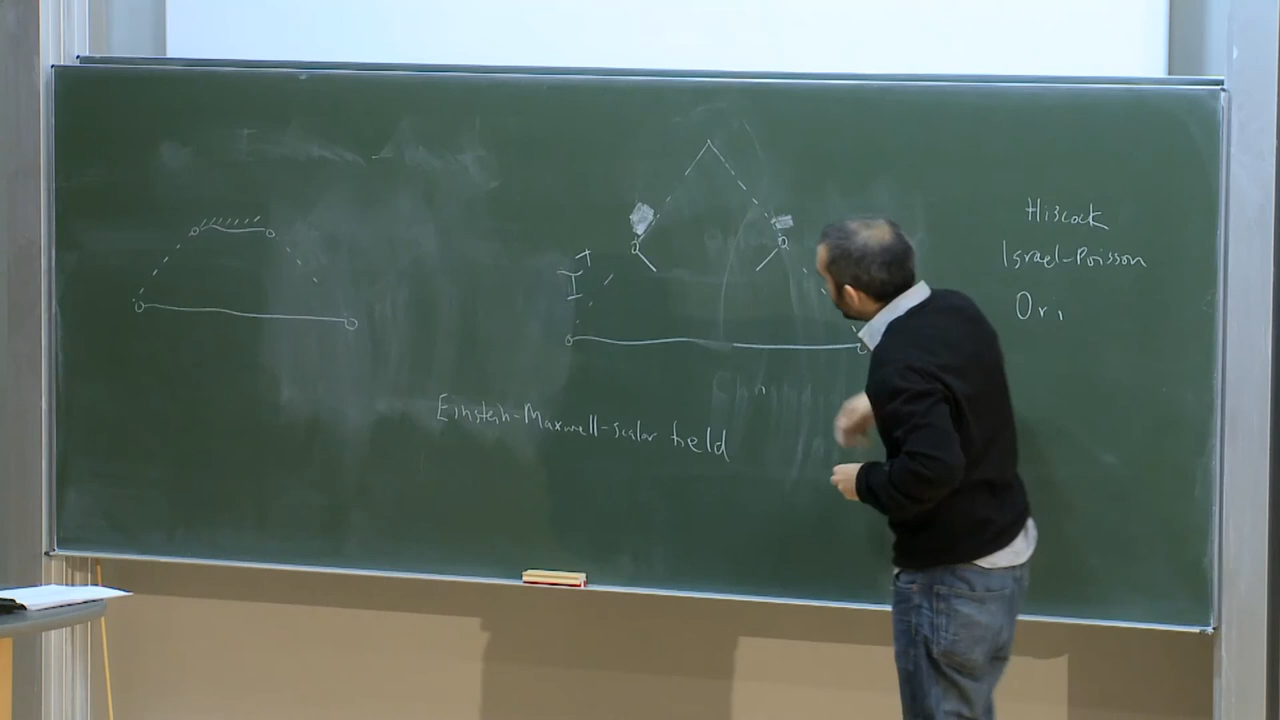 I+
Einstein-Maxwell-scalar field
Hiscock
Israel-Poisson
Ori